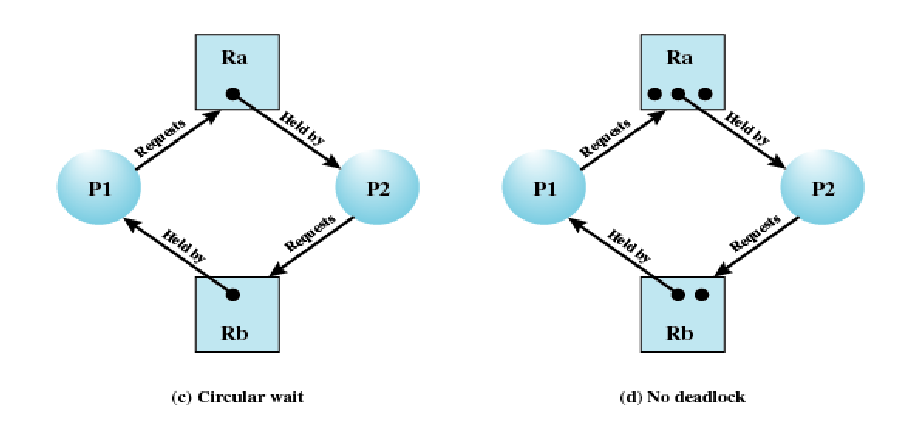 Ra
Requests
Held by
P1
P2
Held by
Requests
Rb
(c) Circular wait
Ra
Requests
Held by
P1
P2
Held by
Requests
Rb
(d) No deadlock